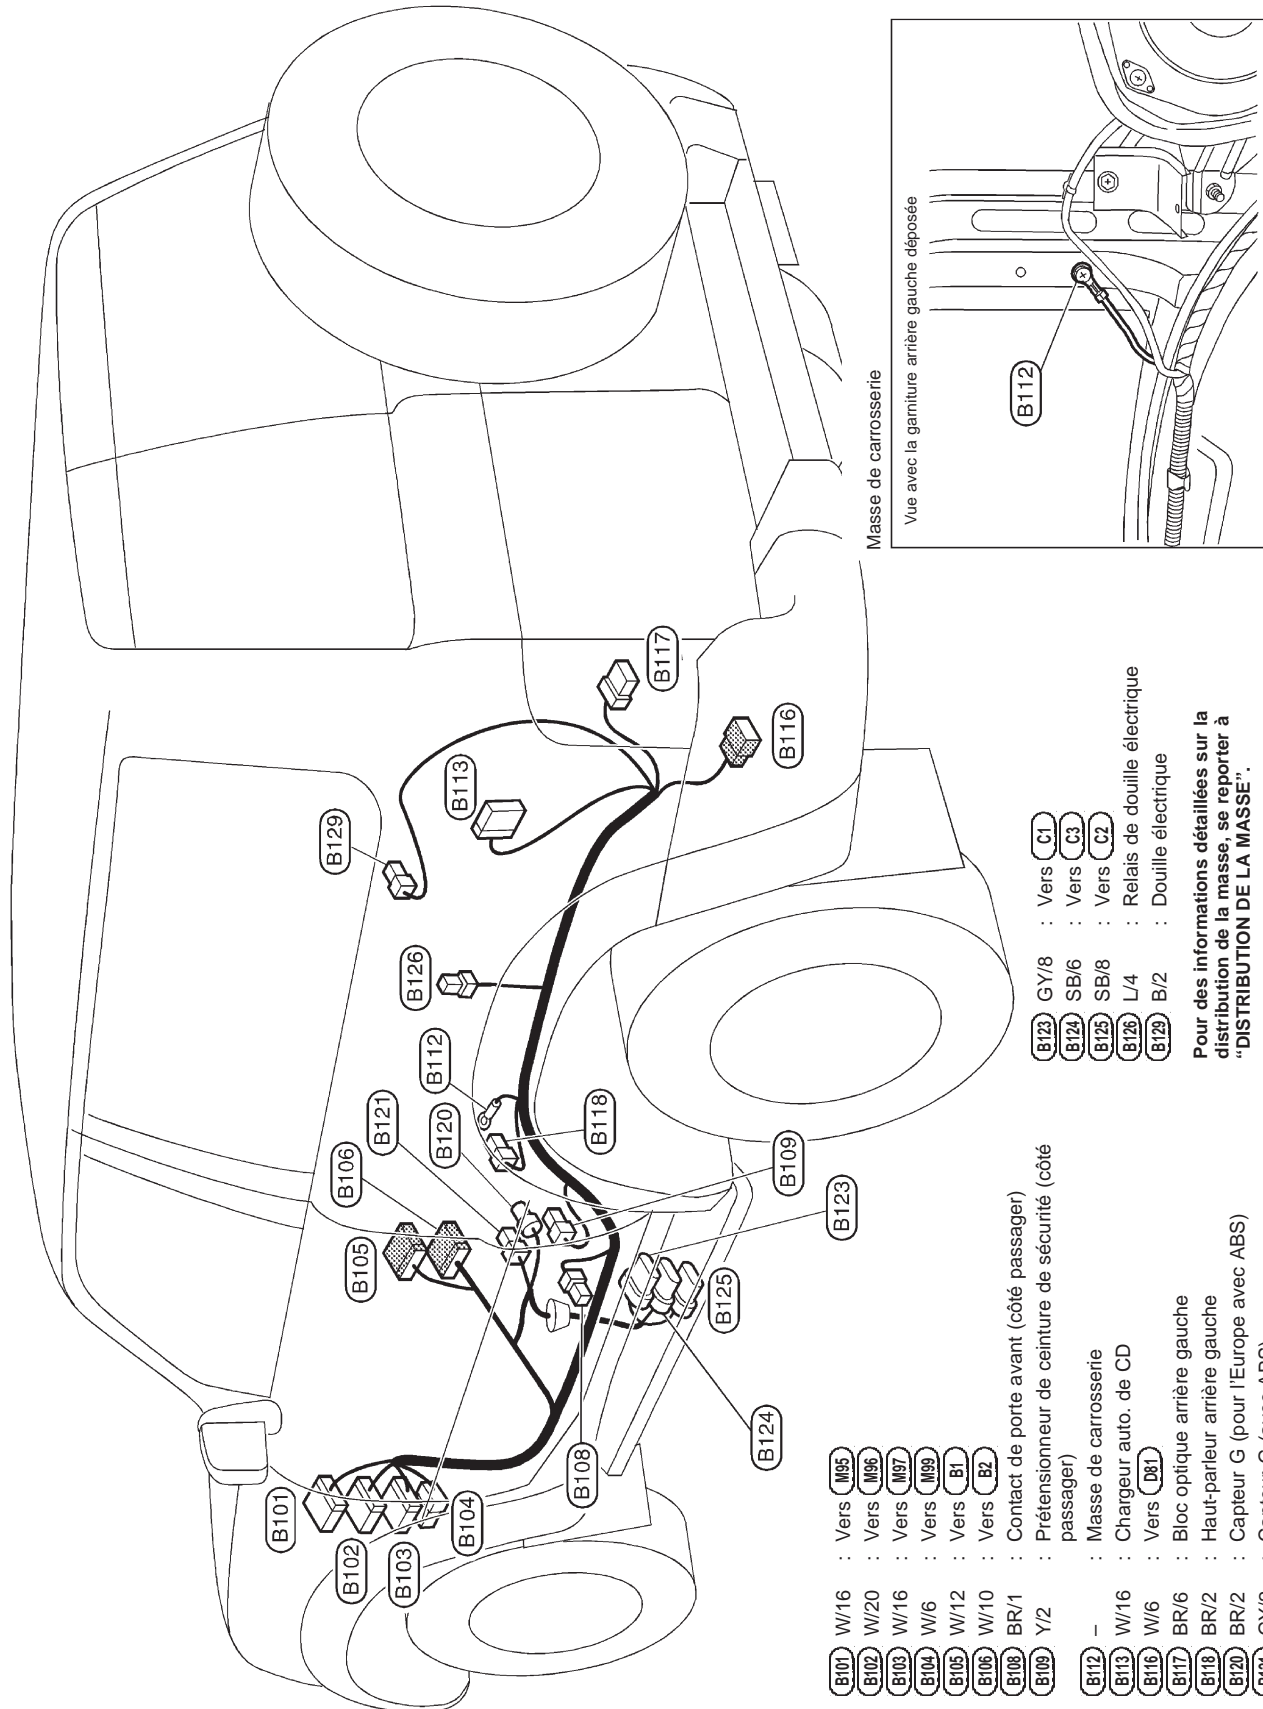 B129
B113
B117
B116
B126
B112
B121
B120
B106
B105
B118
B109
B123
B125
B124
B108
B101
B102
B103
B104
Masse de carrosserie
Vue avec la garniture arrière gauche déposée
B112
B101 W/16 : Vers M95
B102 W/20 : Vers M96
B103 W/16 : Vers M97
B104 W/6 : Vers M99
B105 W/12 : Vers B1
B106 W/10 : Vers B2
B108 BR/1 : Contact de porte avant (côté passager)
B109 Y/2 : Prétensionneur de ceinture de sécurité (côté
passager)
B112 – : Masse de carrosserie
B113 W/16 : Chargeur auto. de CD
B116 W/6 : Vers D81
B117 BR/6 : Bloc optique arrière gauche
B118 BR/2 : Haut-parleur arrière gauche
B120 BR/2 : Capteur G (pour l'Europe avec ABS)
B123 GY/8 : Vers C1
B124 SB/6 : Vers C3
B125 SB/8 : Vers C2
B126 L/4 : Relais de douille électrique
B129 B/2 : Douille électrique
Pour des informations détaillées sur la
distribution de la masse, se reporter à
“DISTRIBUTION DE LA MASSE”.